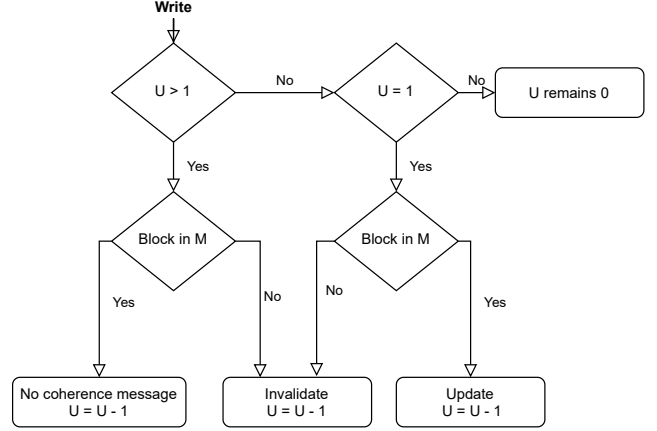 Write
U > 1
No
U = 1
No
U remains 0
Yes
Yes
Block in M
Block in M
Yes
No
No
Yes
No coherence message
U = U - 1
Invalidate
U = U - 1
Update
U = U - 1